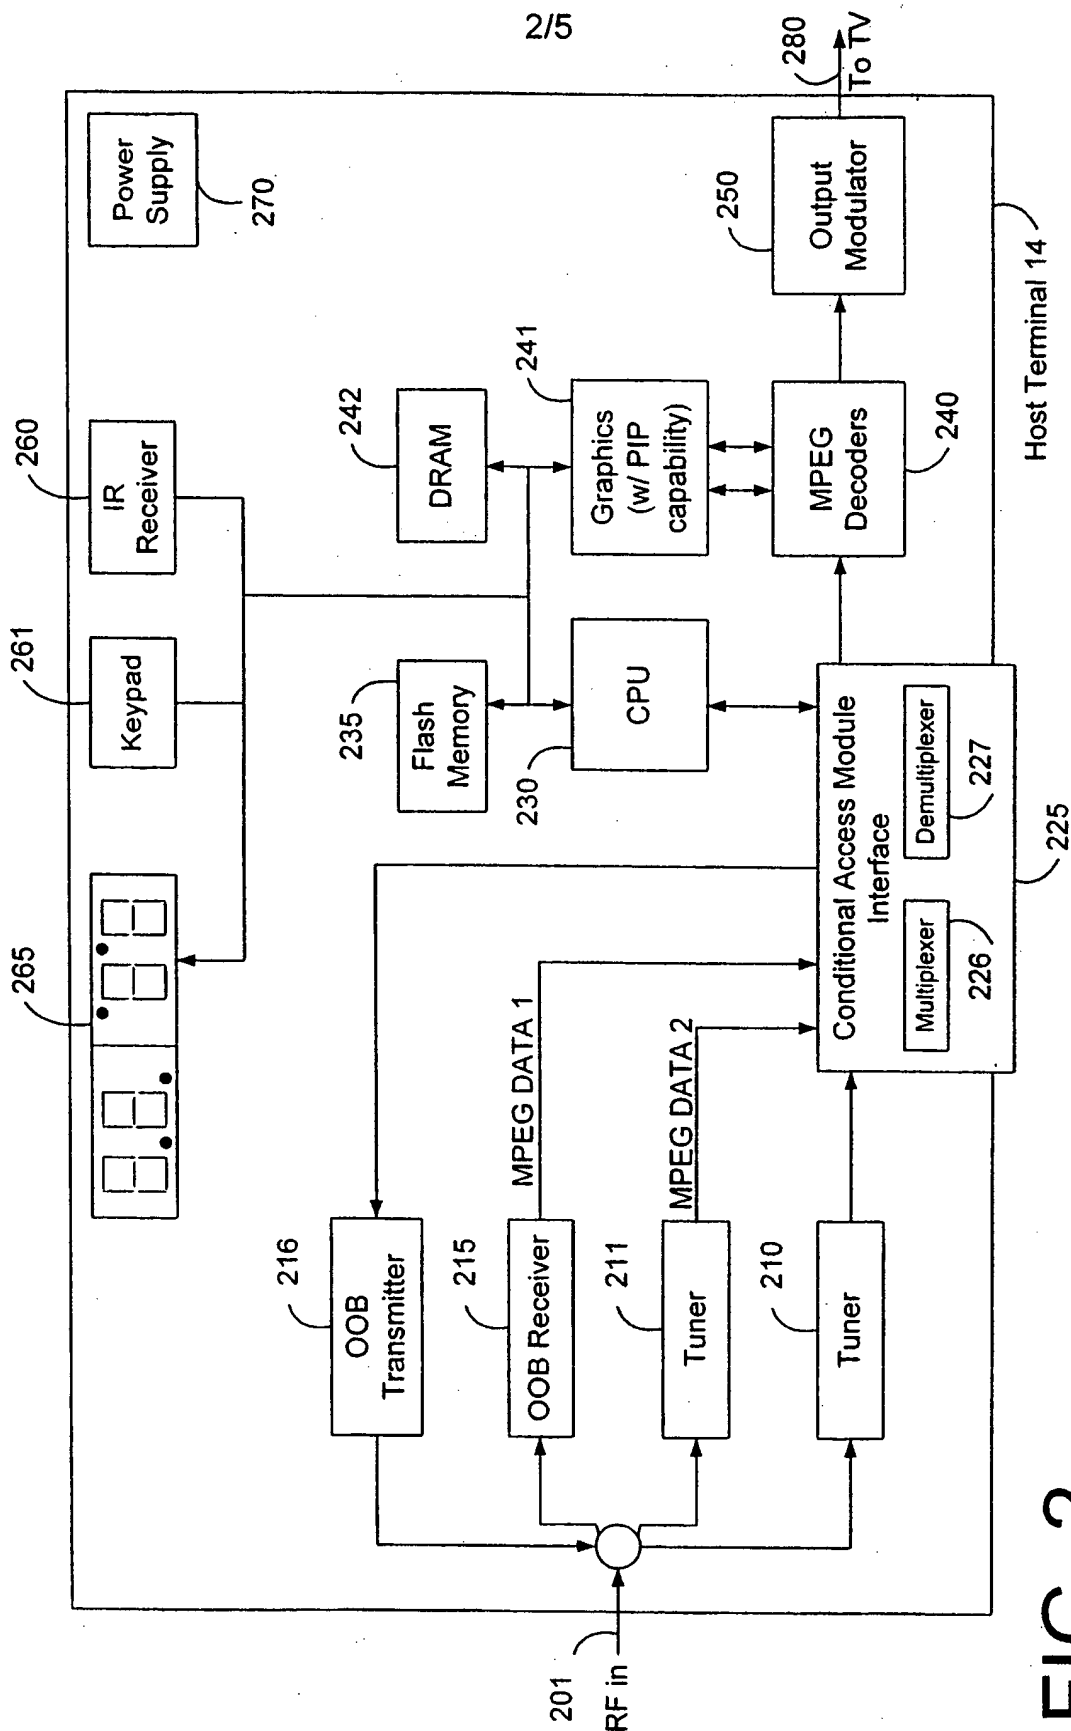 2/5
265
261
260
Keypad
IR
Receiver
Power
Supply
270
216
OOB
Transmitter
235
Flash
Memory
242
DRAM
215
OOB Receiver
MPEG DATA 1
230
CPU
241
Graphics
(w/ PIP
capability)
201
RF in
211
Tuner
MPEG DATA 2
210
Tuner
Conditional Access Module
Interface
Multiplexer
226
Demultiplexer
227
225
MPEG
Decoders
240
250
Output
Modulator
280
To TV
Host Terminal 14
FIG. 2